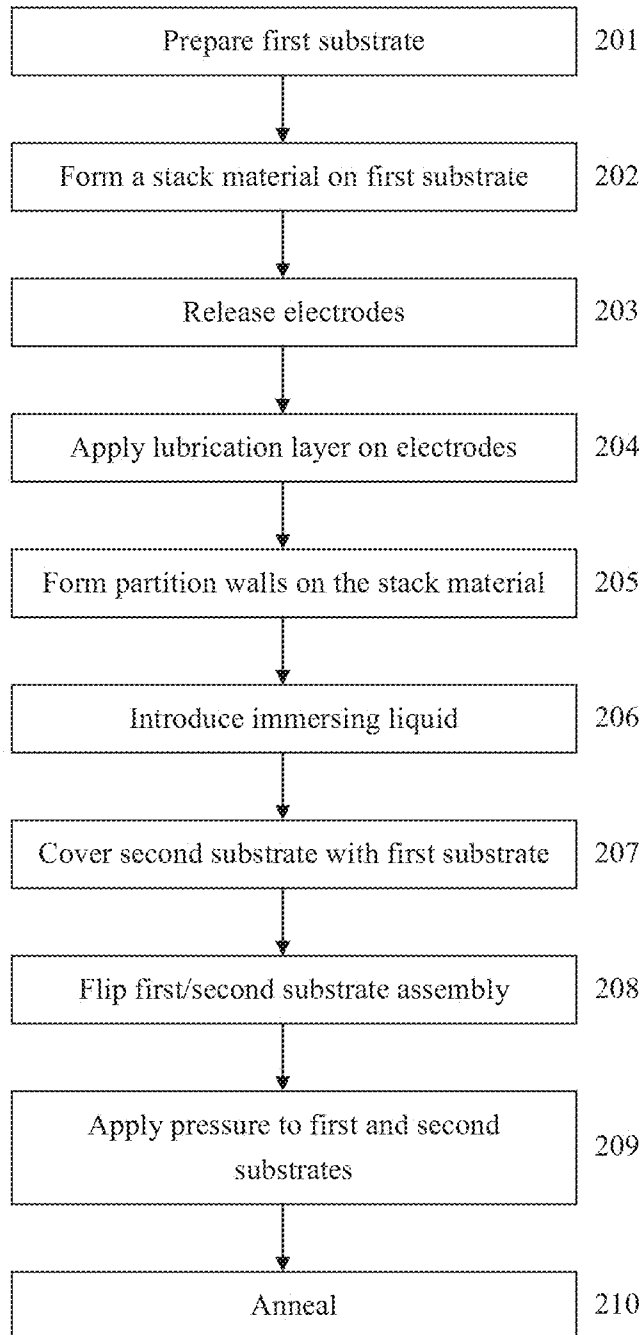 Prepare first substrate 201
Form a stack material on first substrate 202
Release electrodes 203
Apply lubrication layer on electrodes 204
Form partition walls on the stack material 205
Introduce immersing liquid 206
Cover second substrate with first substrate 207
Flip first/second substrate assembly 208
Apply pressure to first and second
substrates
209
Anneal 210